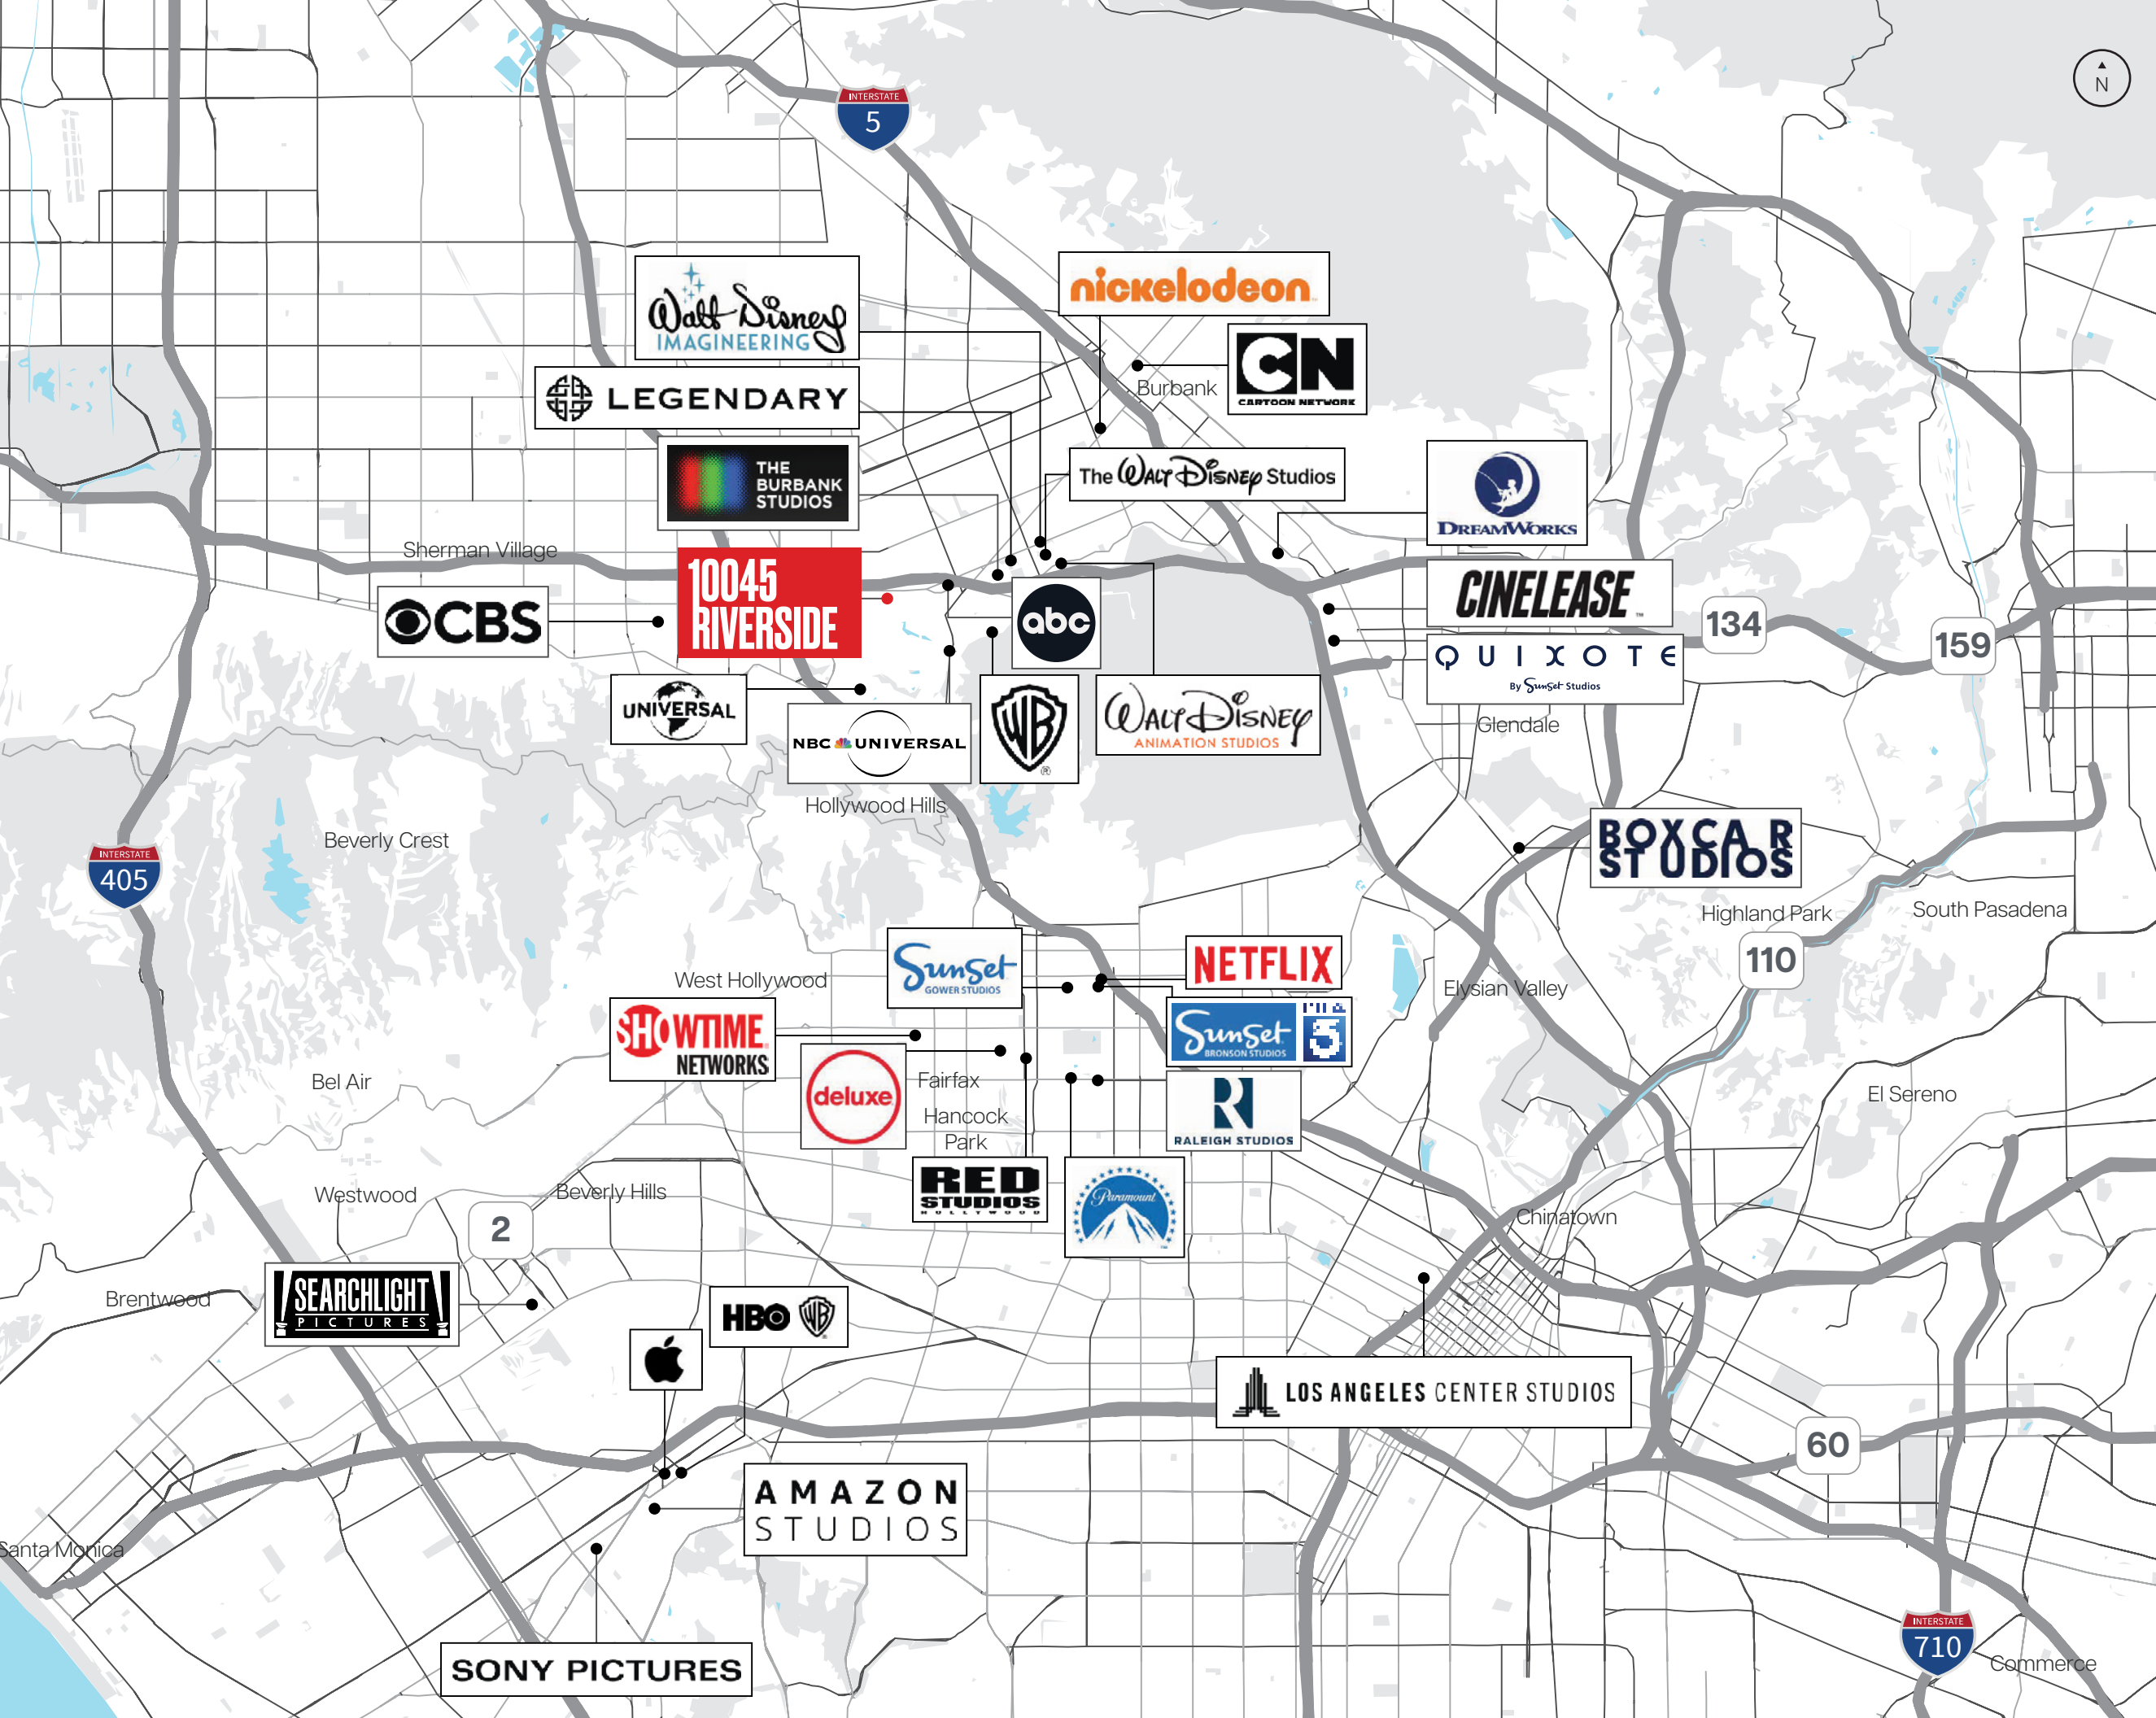 N
INTERSTATE
5
nickelodeon
Walt Disney
IMAGINEERING
CN
CARTOON NETWORK
Burbank
LEGENDARY
THE
BURBANK
STUDIOS
The WALT DISNEY Studios
DREAMWORKS
Sherman Village
10045
RIVERSIDE
CINELEASE™
CBS
abc
134
159
QUIXOTE
By Sunset Studios
UNIVERSAL
NBC UNIVERSAL
WB
®
WALT DISNEY
ANIMATION STUDIOS
Glendale
Hollywood Hills
Beverly Crest
BOXCAR
STUDIOS
INTERSTATE
405
Highland Park
South Pasadena
110
West Hollywood
Sunset
GOWER STUDIOS
NETFLIX
Elysian Valley
SHOWTIME
NETWORKS
Sunset
BRONSON STUDIOS
5
deluxe
Fairfax
Hancock
Park
Bel Air
RALEIGH STUDIOS
El Sereno
RED
STUDIOS
HOLLYWOOD
Paramount
Westwood
Beverly Hills
2
Chinatown
Brentwood
SEARCHLIGHT
PICTURES
HBO WB
LOS ANGELES CENTER STUDIOS
60
AMAZON
STUDIOS
Santa Monica
SONY PICTURES
INTERSTATE
710
Commerce